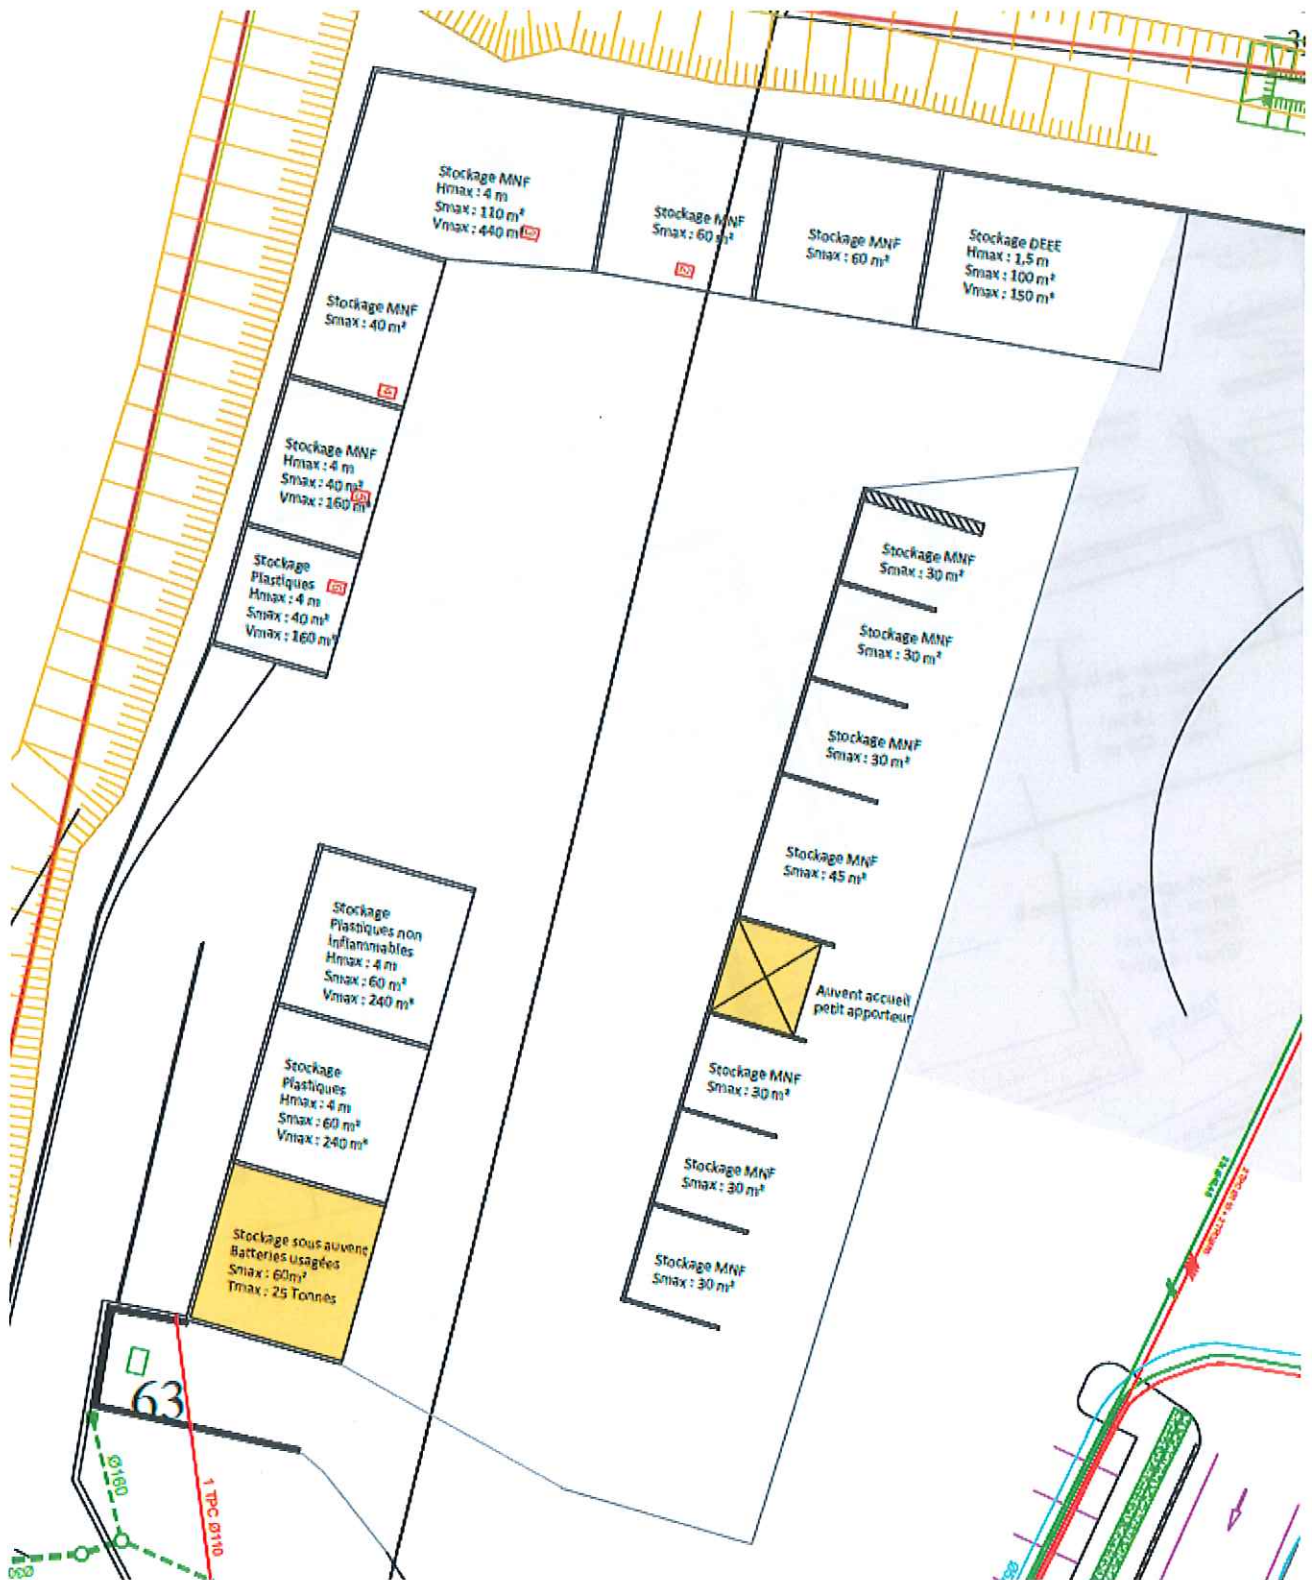 Stockage MNF
Hmax : 4 m
Smax : 110 m²
Vmax : 440 m³
Stockage MNF
Smax : 60 m²
Stockage MNF
Smax : 60 m²
Stockage DEEE
Hmax : 1,5 m
Smax : 100 m²
Vmax : 150 m³
Stockage MNF
Smax : 40 m²
Stockage MNF
Hmax : 4 m
Smax : 40 m²
Vmax : 160 m³
Stockage
Plastiques
Hmax : 4 m
Smax : 40 m²
Vmax : 160 m³
Stockage MNF
Smax : 30 m²
Stockage MNF
Smax : 30 m²
Stockage MNF
Smax : 30 m²
Stockage MNF
Smax : 45 m²
Auvent accueil
petit apporteur
Stockage MNF
Smax : 30 m²
Stockage MNF
Smax : 30 m²
Stockage MNF
Smax : 30 m²
Stockage
Plastiques non
Inflammables
Hmax : 4 m
Smax : 60 m²
Vmax : 240 m³
Stockage
Plastiques
Hmax : 4 m
Smax : 60 m²
Vmax : 240 m³
Stockage sous auvent
Batteries usagées
Smax : 60m²
Tmax : 25 Tonnes
63
Ø160
1 TPC Ø110